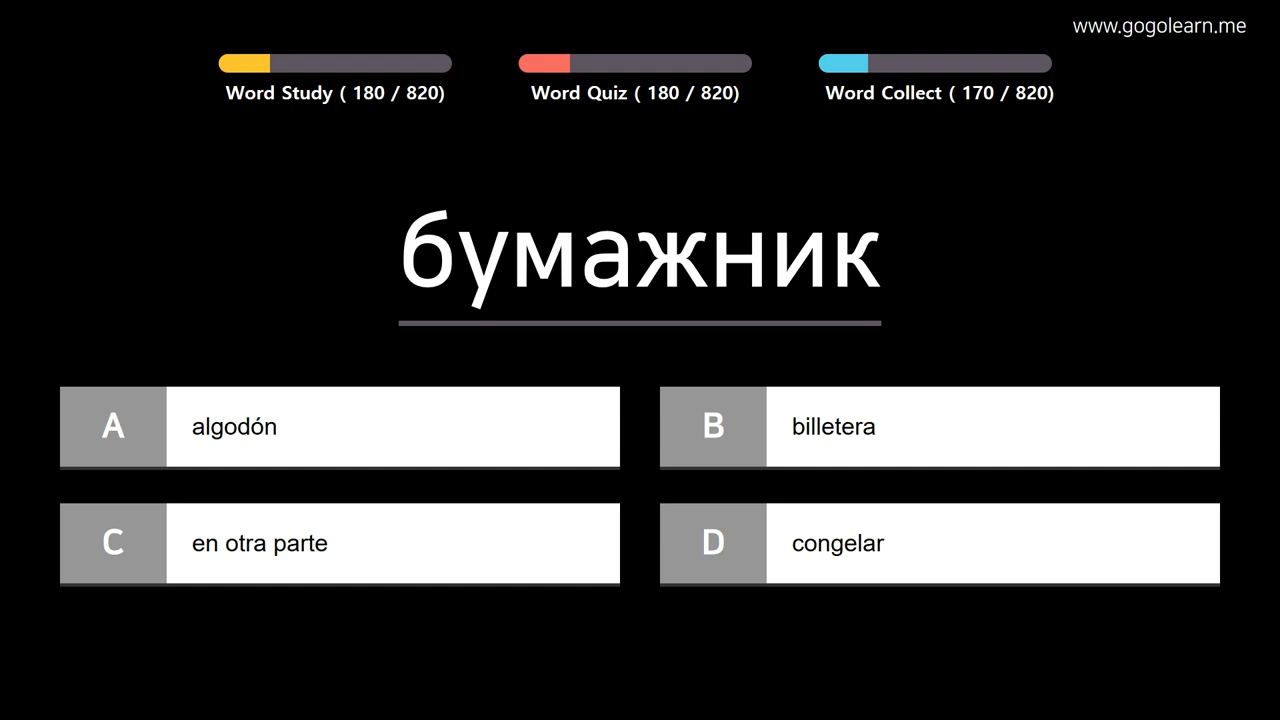 www.gogolearn.me
Word Study ( 180 / 820)
Word Quiz ( 180 / 820)
Word Collect ( 170 / 820)
бумажник
A algodón
B billetera
C en otra parte
D congelar